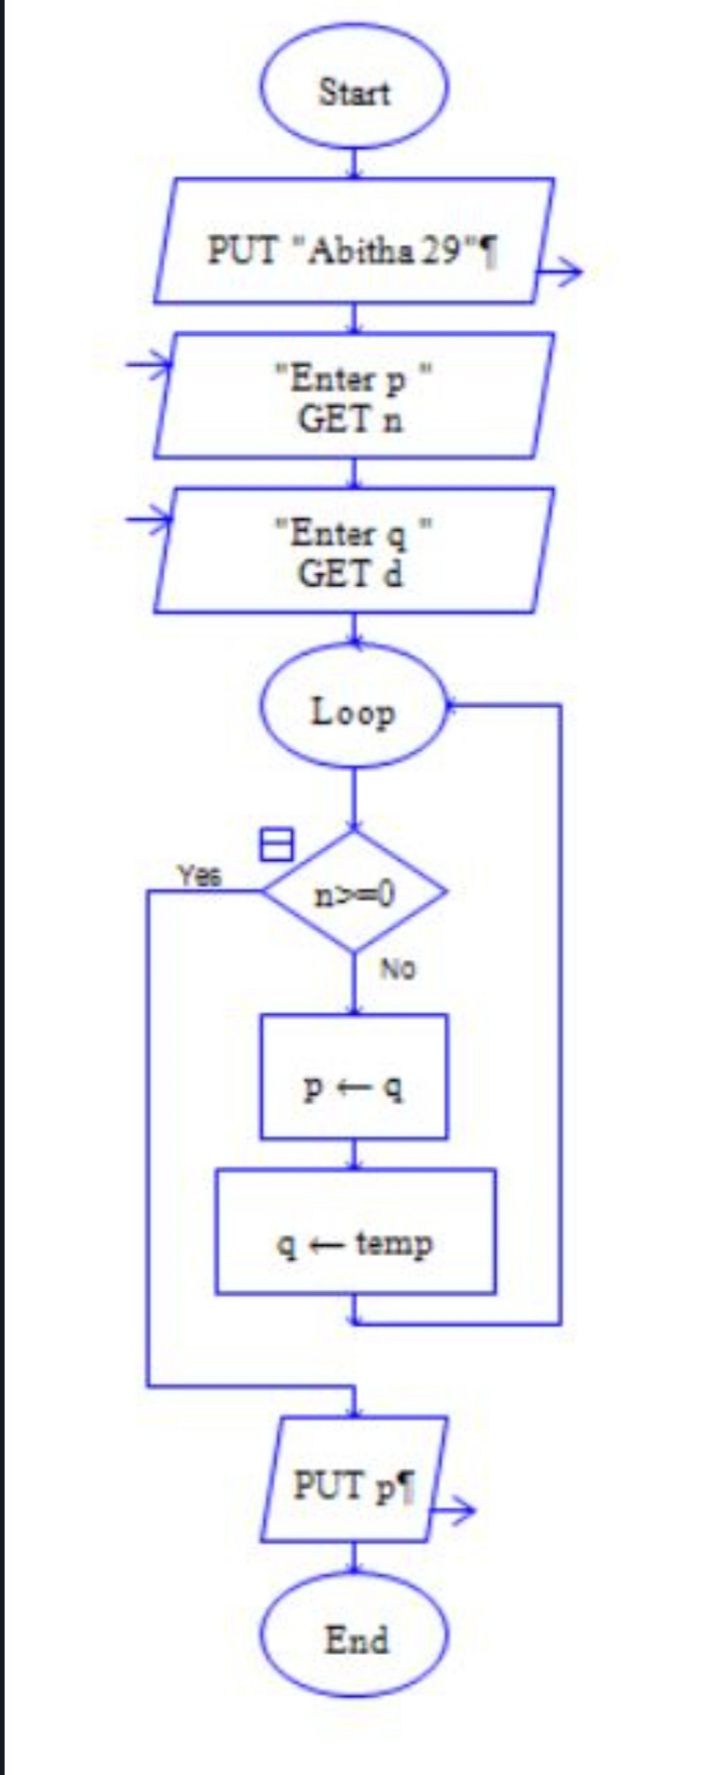 Start
PUT "Abitha 29"¶
"Enter p "
GET n
"Enter q "
GET d
Loop
n>=0
Yes
No
p ← q
q ← temp
PUT p¶
End